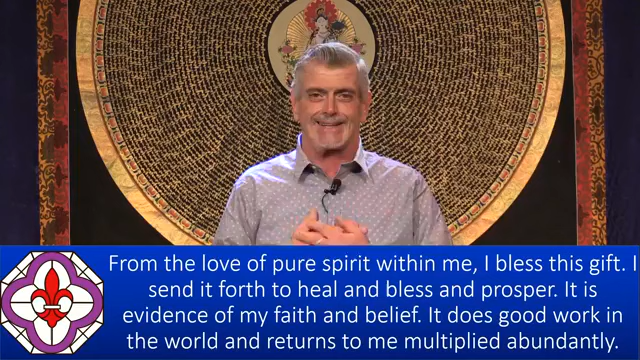 From the love of pure spirit within me, I bless this gift. I
send it forth to heal and bless and prosper. It is
evidence of my faith and belief. It does good work in
the world and returns to me multiplied abundantly.